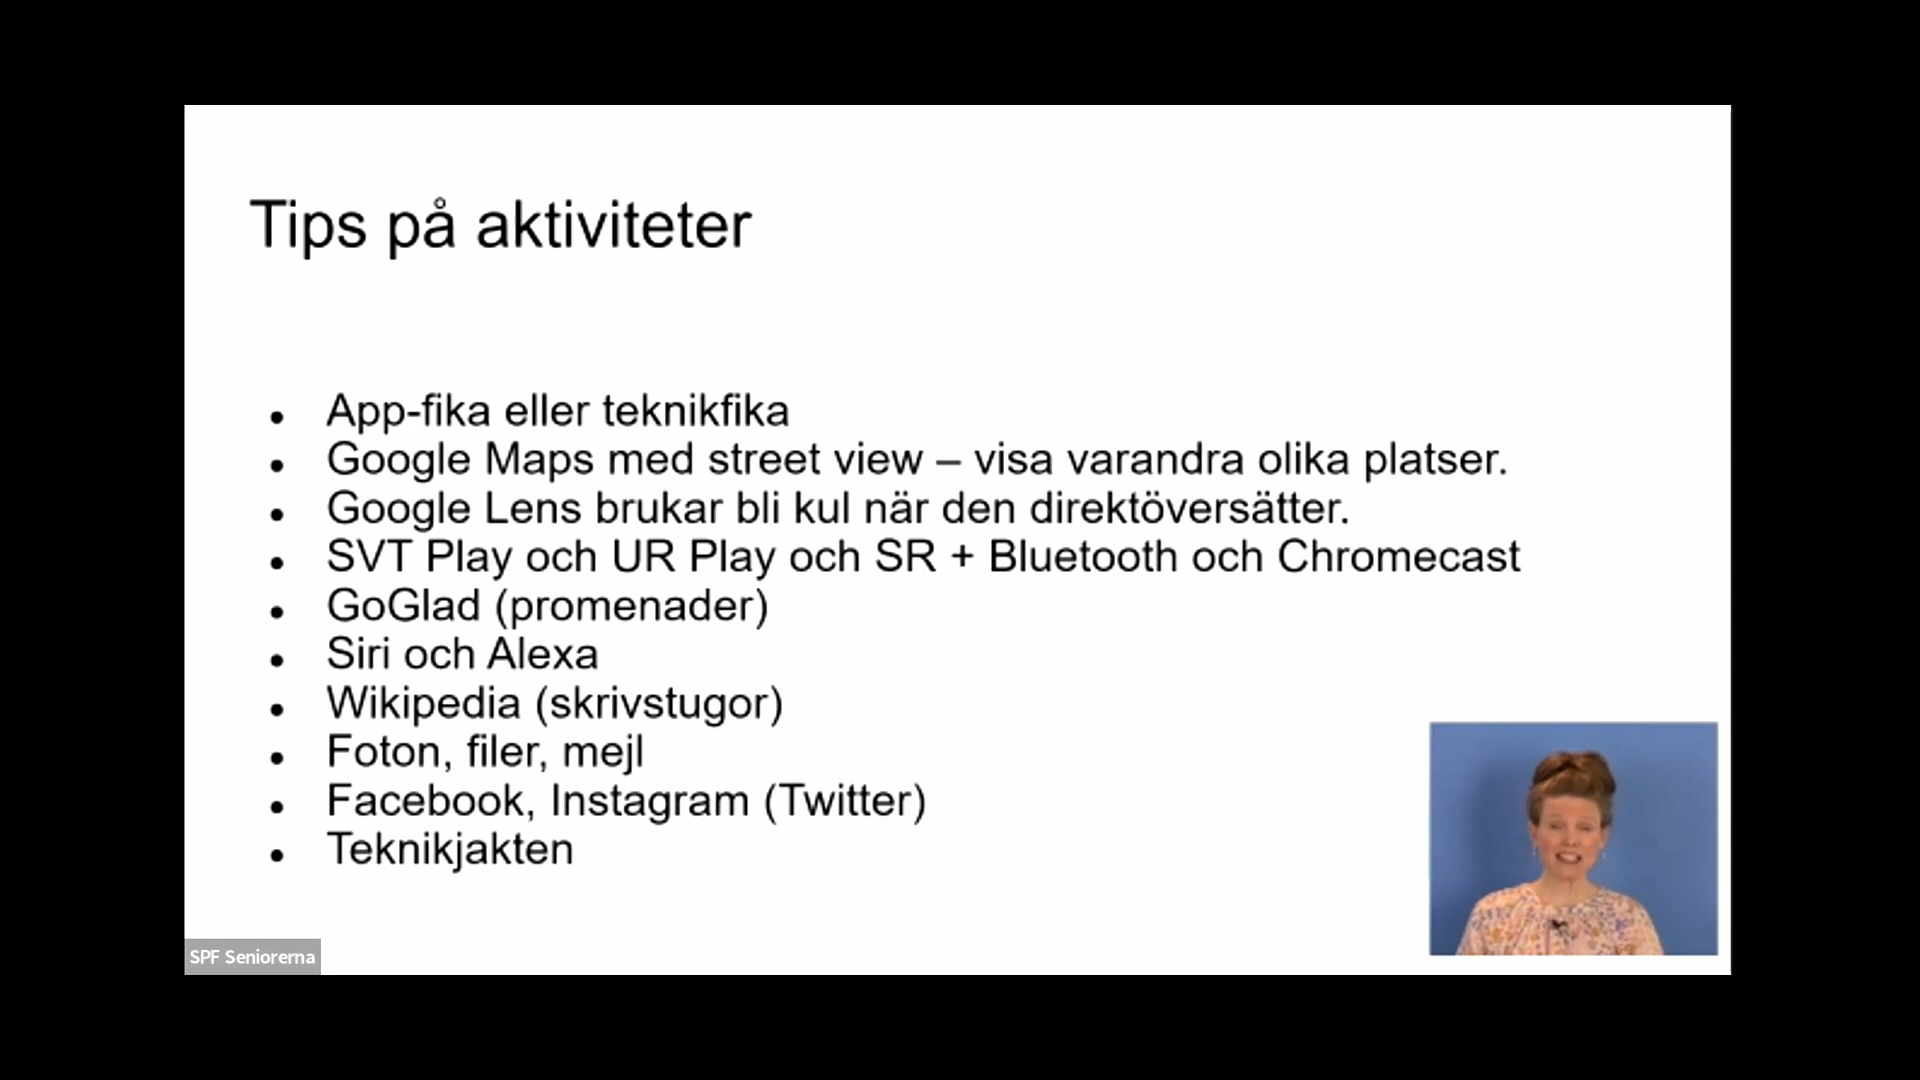 Tips på aktiviteter
• App-fika eller teknikfika
• Google Maps med street view – visa varandra olika platser.
• Google Lens brukar bli kul när den direktöversätter.
• SVT Play och UR Play och SR + Bluetooth och Chromecast
• GoGlad (promenader)
• Siri och Alexa
• Wikipedia (skrivstugor)
• Foton, filer, mejl
• Facebook, Instagram (Twitter)
• Teknikjakten
SPF Seniorerna